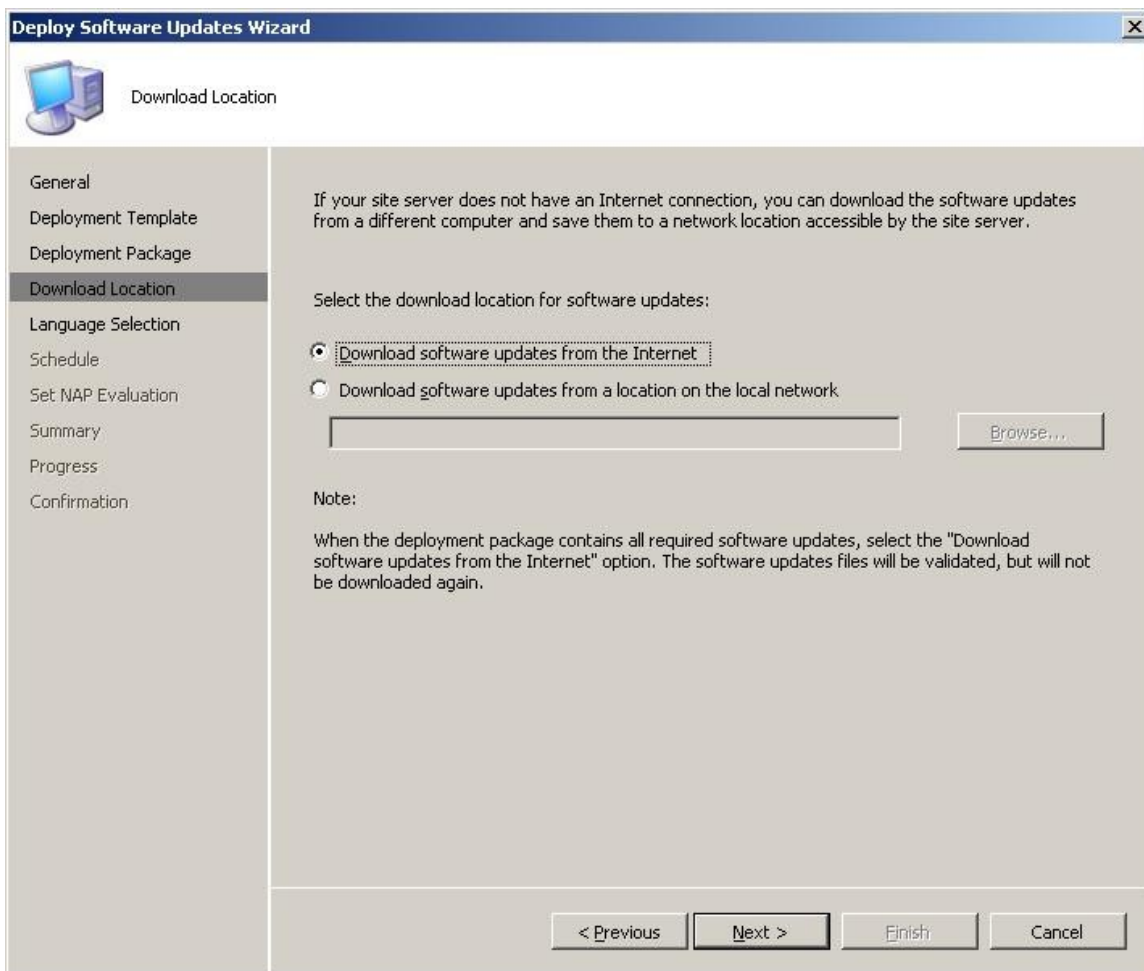 Deploy Software Updates Wizard
Download Location
General
Deployment Template
Deployment Package
Download Location
Language Selection
Schedule
Set NAP Evaluation
Summary
Progress
Confirmation
If your site server does not have an Internet connection, you can download the software updates
from a different computer and save them to a network location accessible by the site server.
Select the download location for software updates:
Download software updates from the Internet
Download software updates from a location on the local network
Browse...
Note:
When the deployment package contains all required software updates, select the "Download
software updates from the Internet" option. The software updates files will be validated, but will not
be downloaded again.
< Previous
Next >
Finish
Cancel